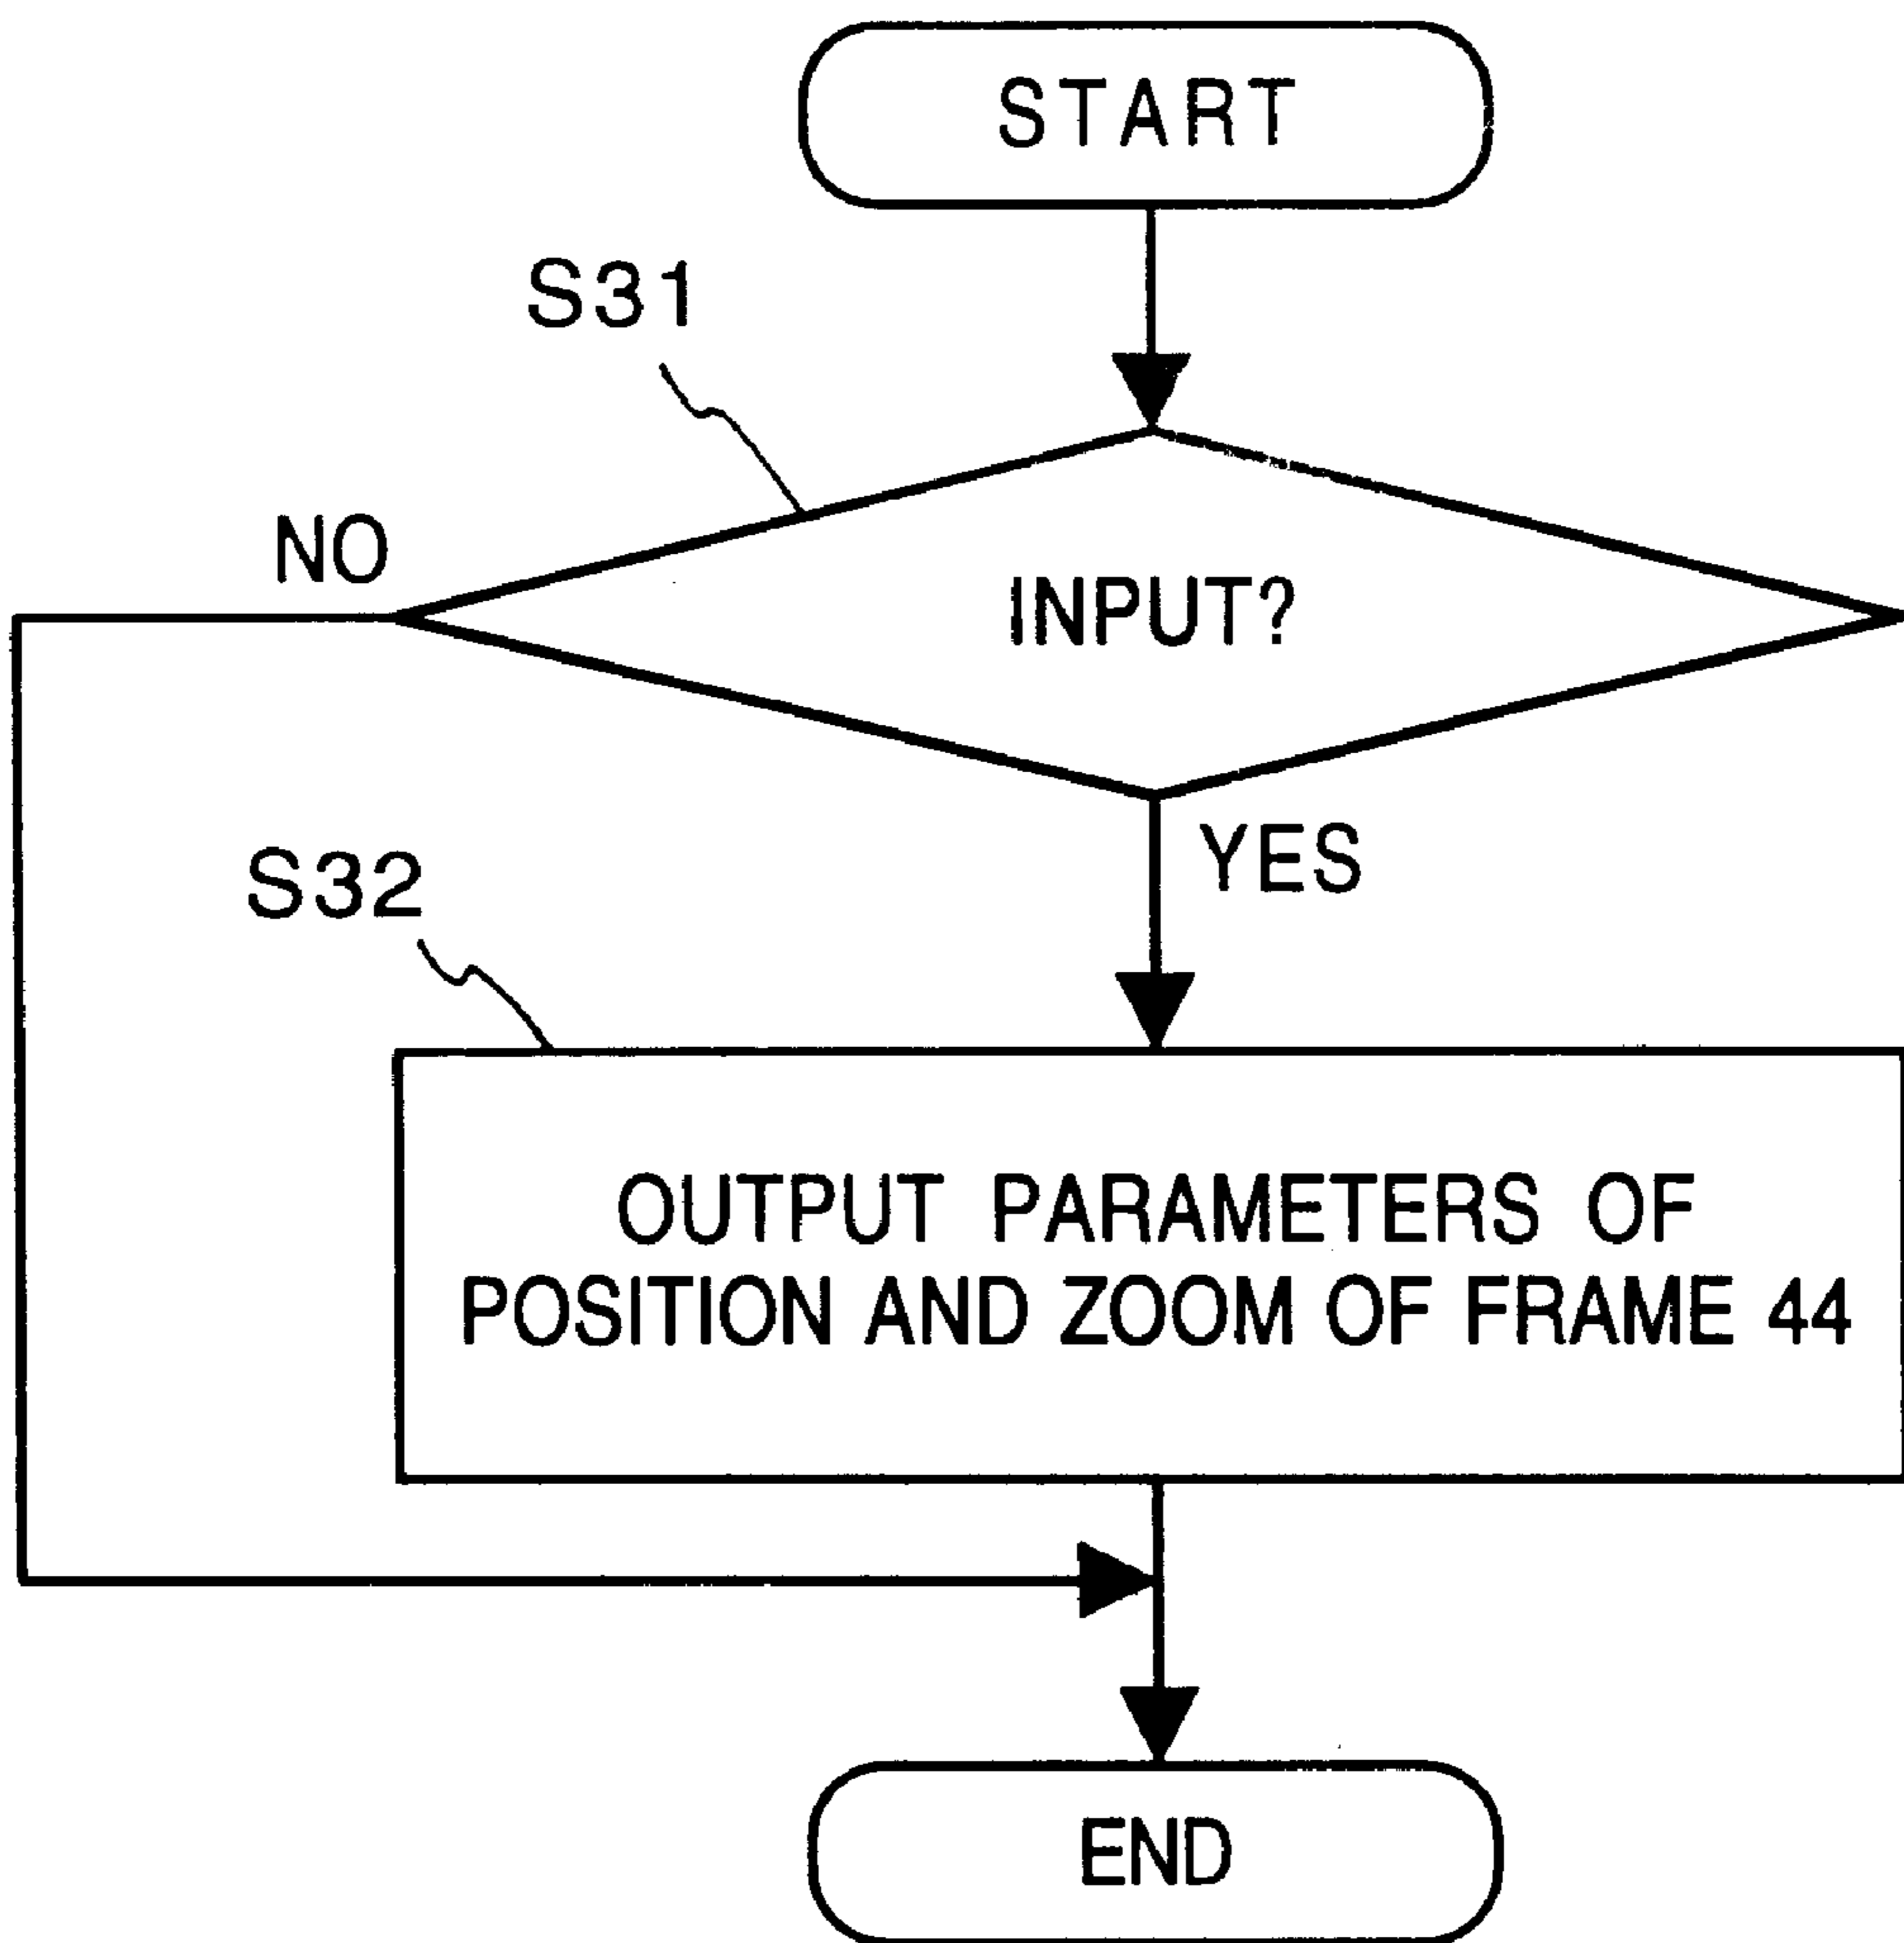 START
S31
NO
INPUT?
YES
S32
OUTPUT PARAMETERS OF
POSITION AND ZOOM OF FRAME 44
END